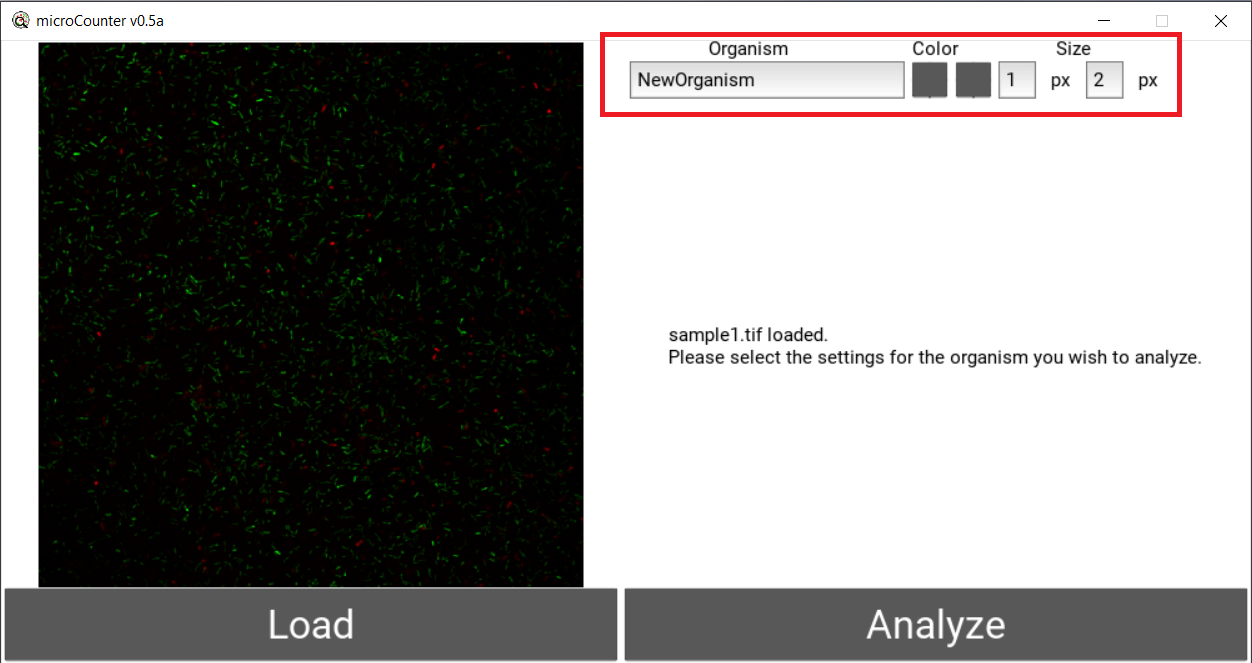 microCounter v0.5a
Organism Color Size
NewOrganism 1 px 2 px
sample1.tif loaded.
Please select the settings for the organism you wish to analyze.
Load Analyze